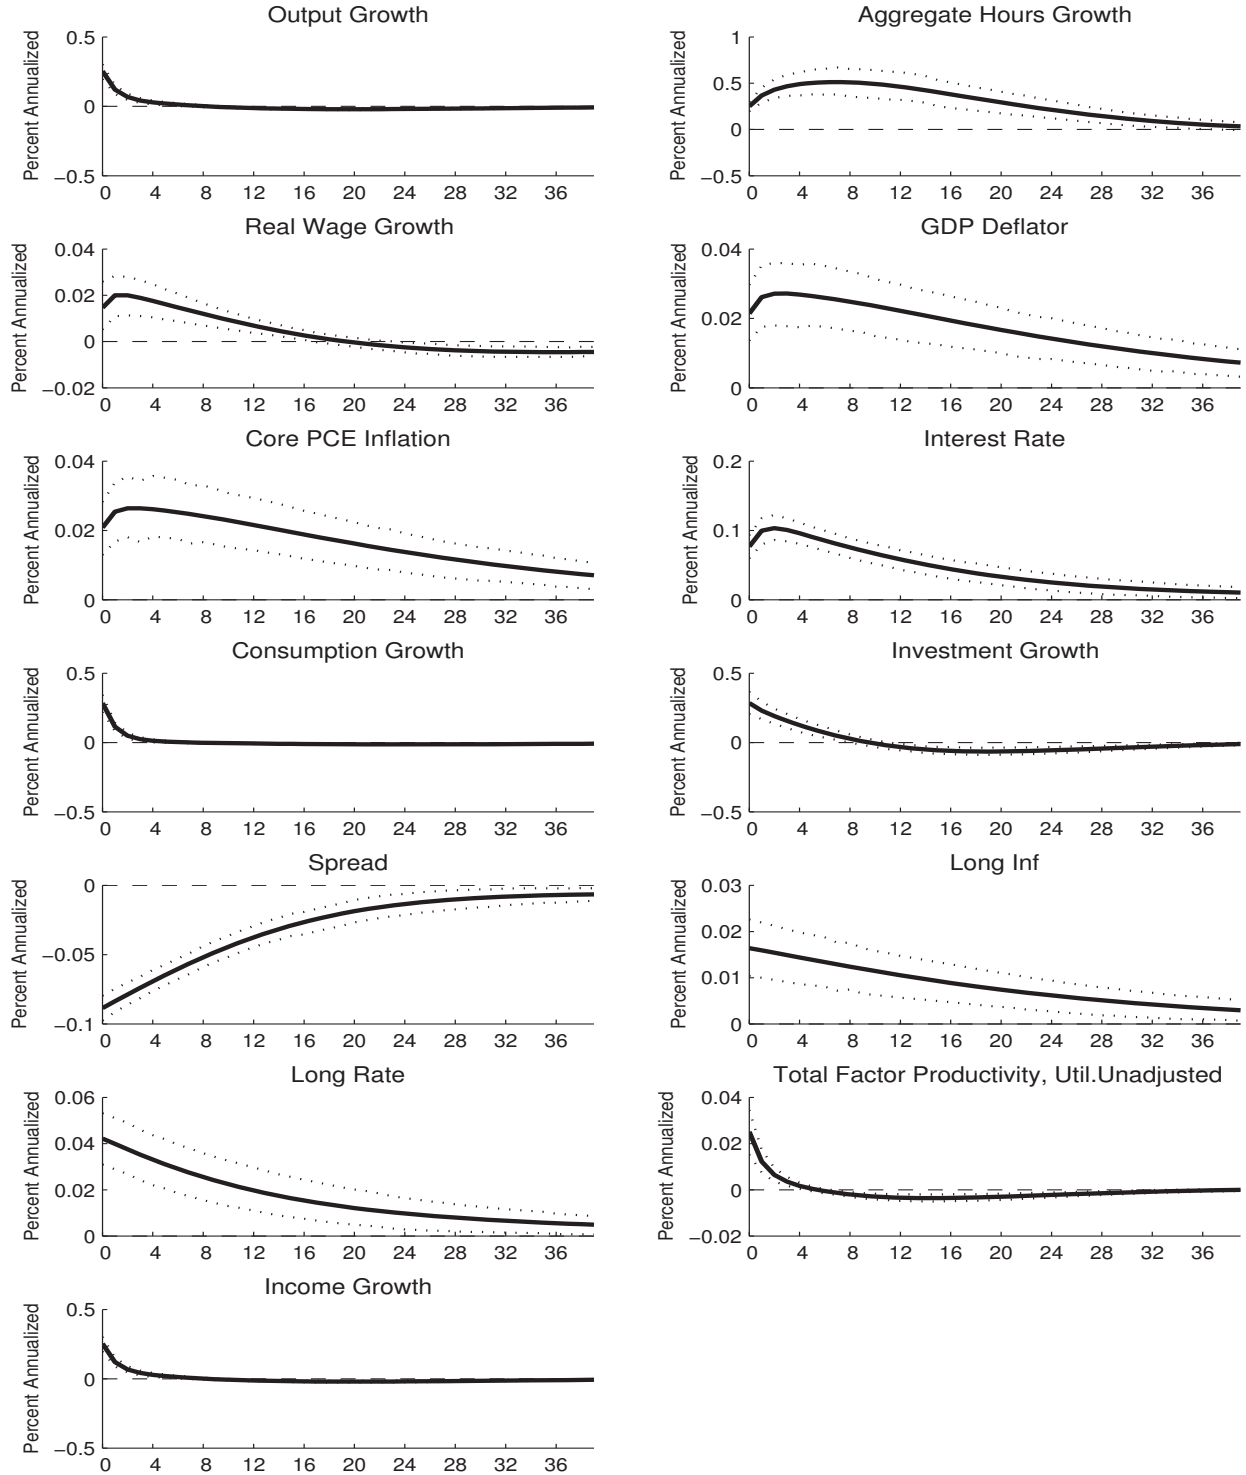 Output Growth
Percent Annualized
0.5
0
−0.5
0 4 8 12 16 20 24 28 32 36
Aggregate Hours Growth
Percent Annualized
1
0.5
0
−0.5
0 4 8 12 16 20 24 28 32 36
Real Wage Growth
Percent Annualized
0.04
0.02
0
−0.02
0 4 8 12 16 20 24 28 32 36
GDP Deflator
Percent Annualized
0.04
0.02
0
0 4 8 12 16 20 24 28 32 36
Core PCE Inflation
Percent Annualized
0.04
0.02
0
0 4 8 12 16 20 24 28 32 36
Interest Rate
Percent Annualized
0.2
0.1
0
0 4 8 12 16 20 24 28 32 36
Consumption Growth
Percent Annualized
0.5
0
−0.5
0 4 8 12 16 20 24 28 32 36
Investment Growth
Percent Annualized
0.5
0
−0.5
0 4 8 12 16 20 24 28 32 36
Spread
Percent Annualized
0
−0.05
−0.1
0 4 8 12 16 20 24 28 32 36
Long Inf
Percent Annualized
0.03
0.02
0.01
0
0 4 8 12 16 20 24 28 32 36
Long Rate
Percent Annualized
0.06
0.04
0.02
0
0 4 8 12 16 20 24 28 32 36
Total Factor Productivity, Util.Unadjusted
Percent Annualized
0.04
0.02
0
−0.02
0 4 8 12 16 20 24 28 32 36
Income Growth
Percent Annualized
0.5
0
−0.5
0 4 8 12 16 20 24 28 32 36